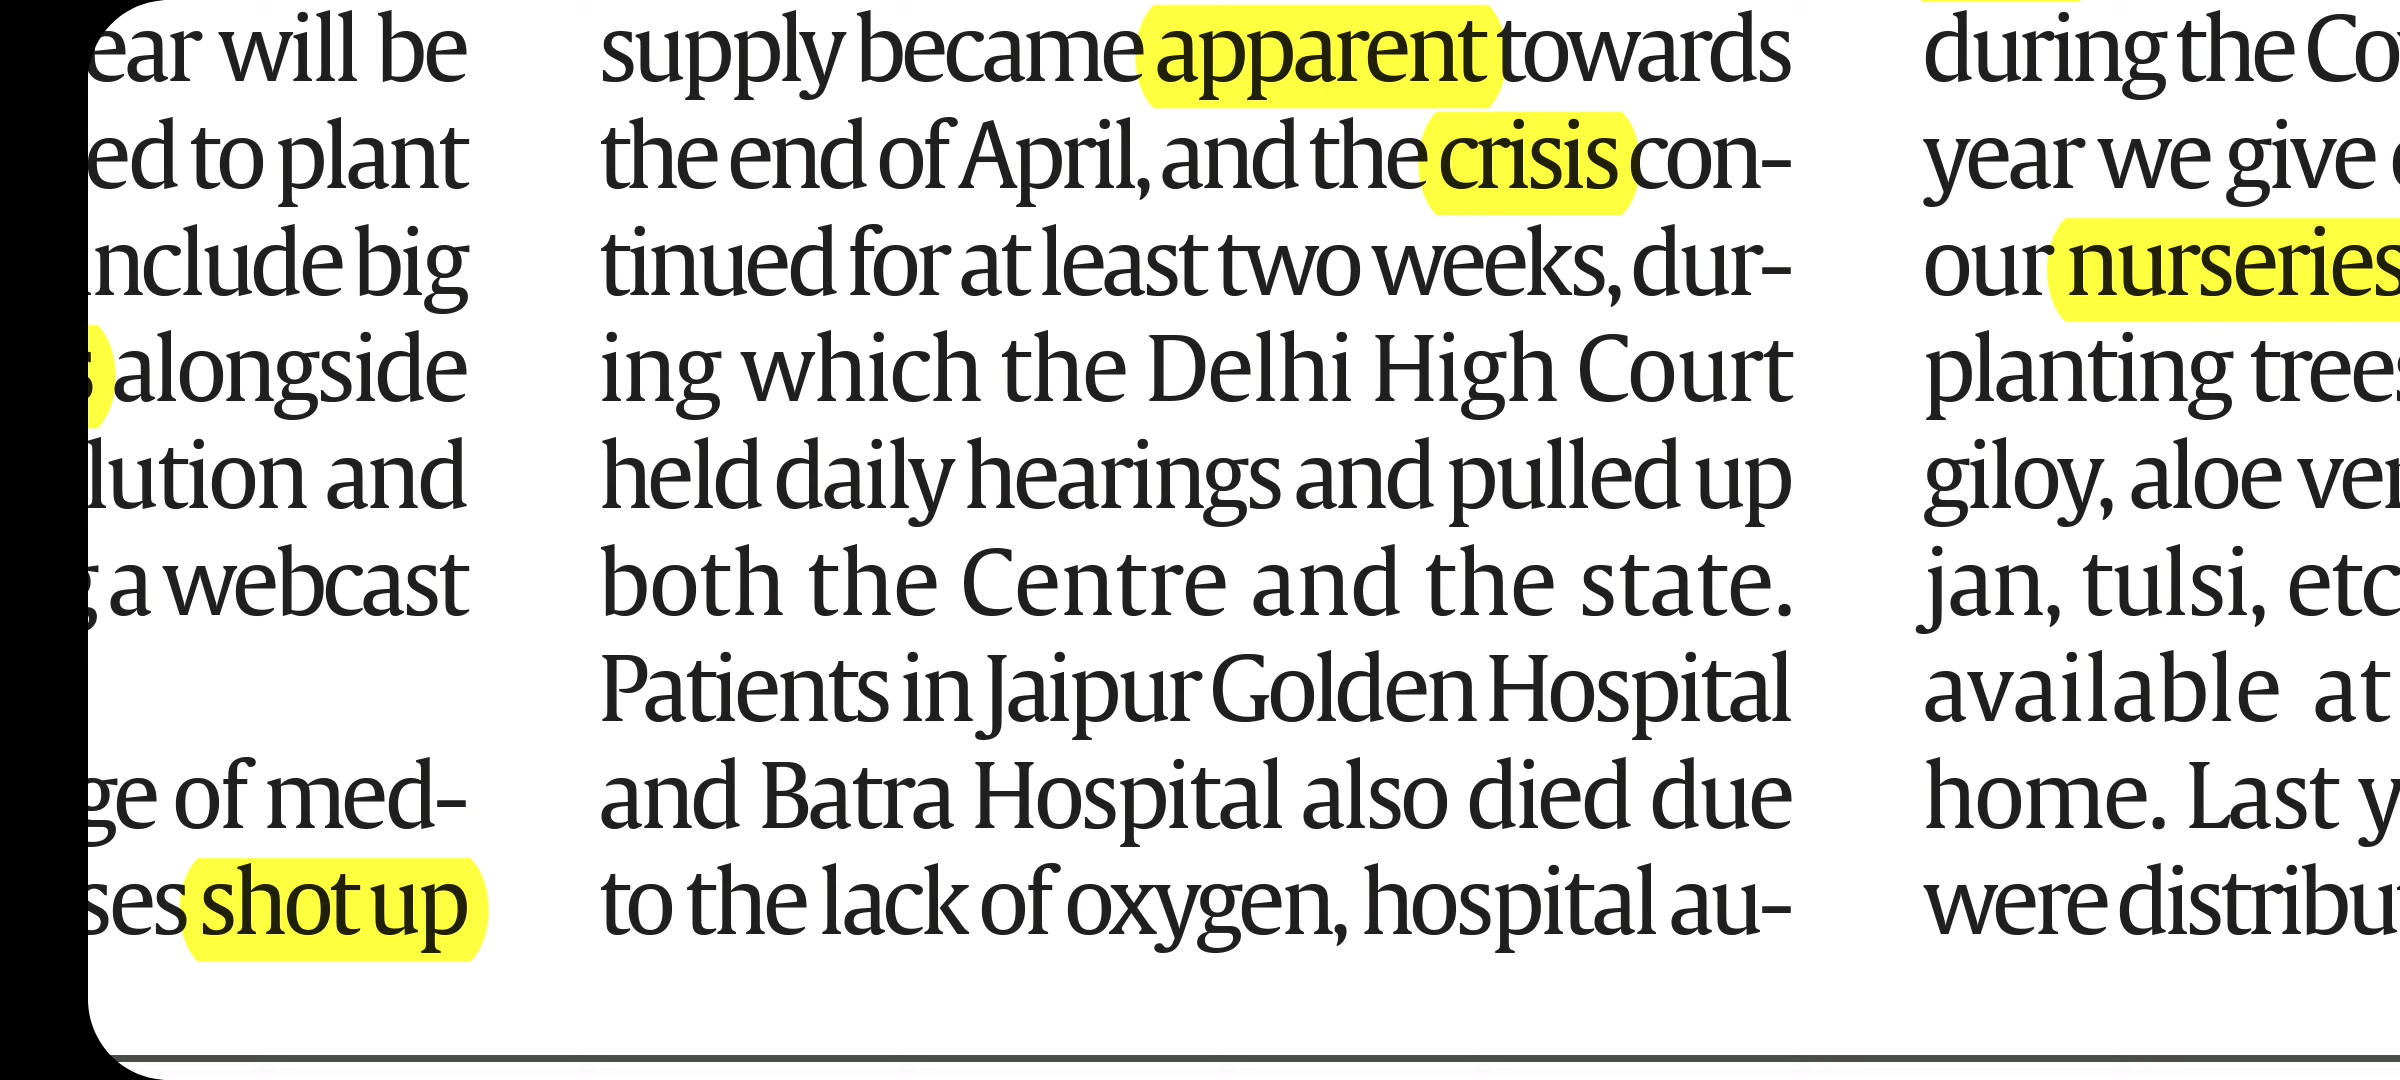 ear will be
ed to plant
nclude big
alongside
lution and
a webcast
ge of med-
ses shot up
supply became apparent towards
the end of April, and the crisis con-
tinued for at least two weeks, dur-
ing which the Delhi High Court
held daily hearings and pulled up
both the Centre and the state.
Patients in Jaipur Golden Hospital
and Batra Hospital also died due
to the lack of oxygen, hospital au-
during the Co
year we give
our nurseries
planting trees
giloy, aloe ver
jan, tulsi, etc
available at
home. Last y
were distribu